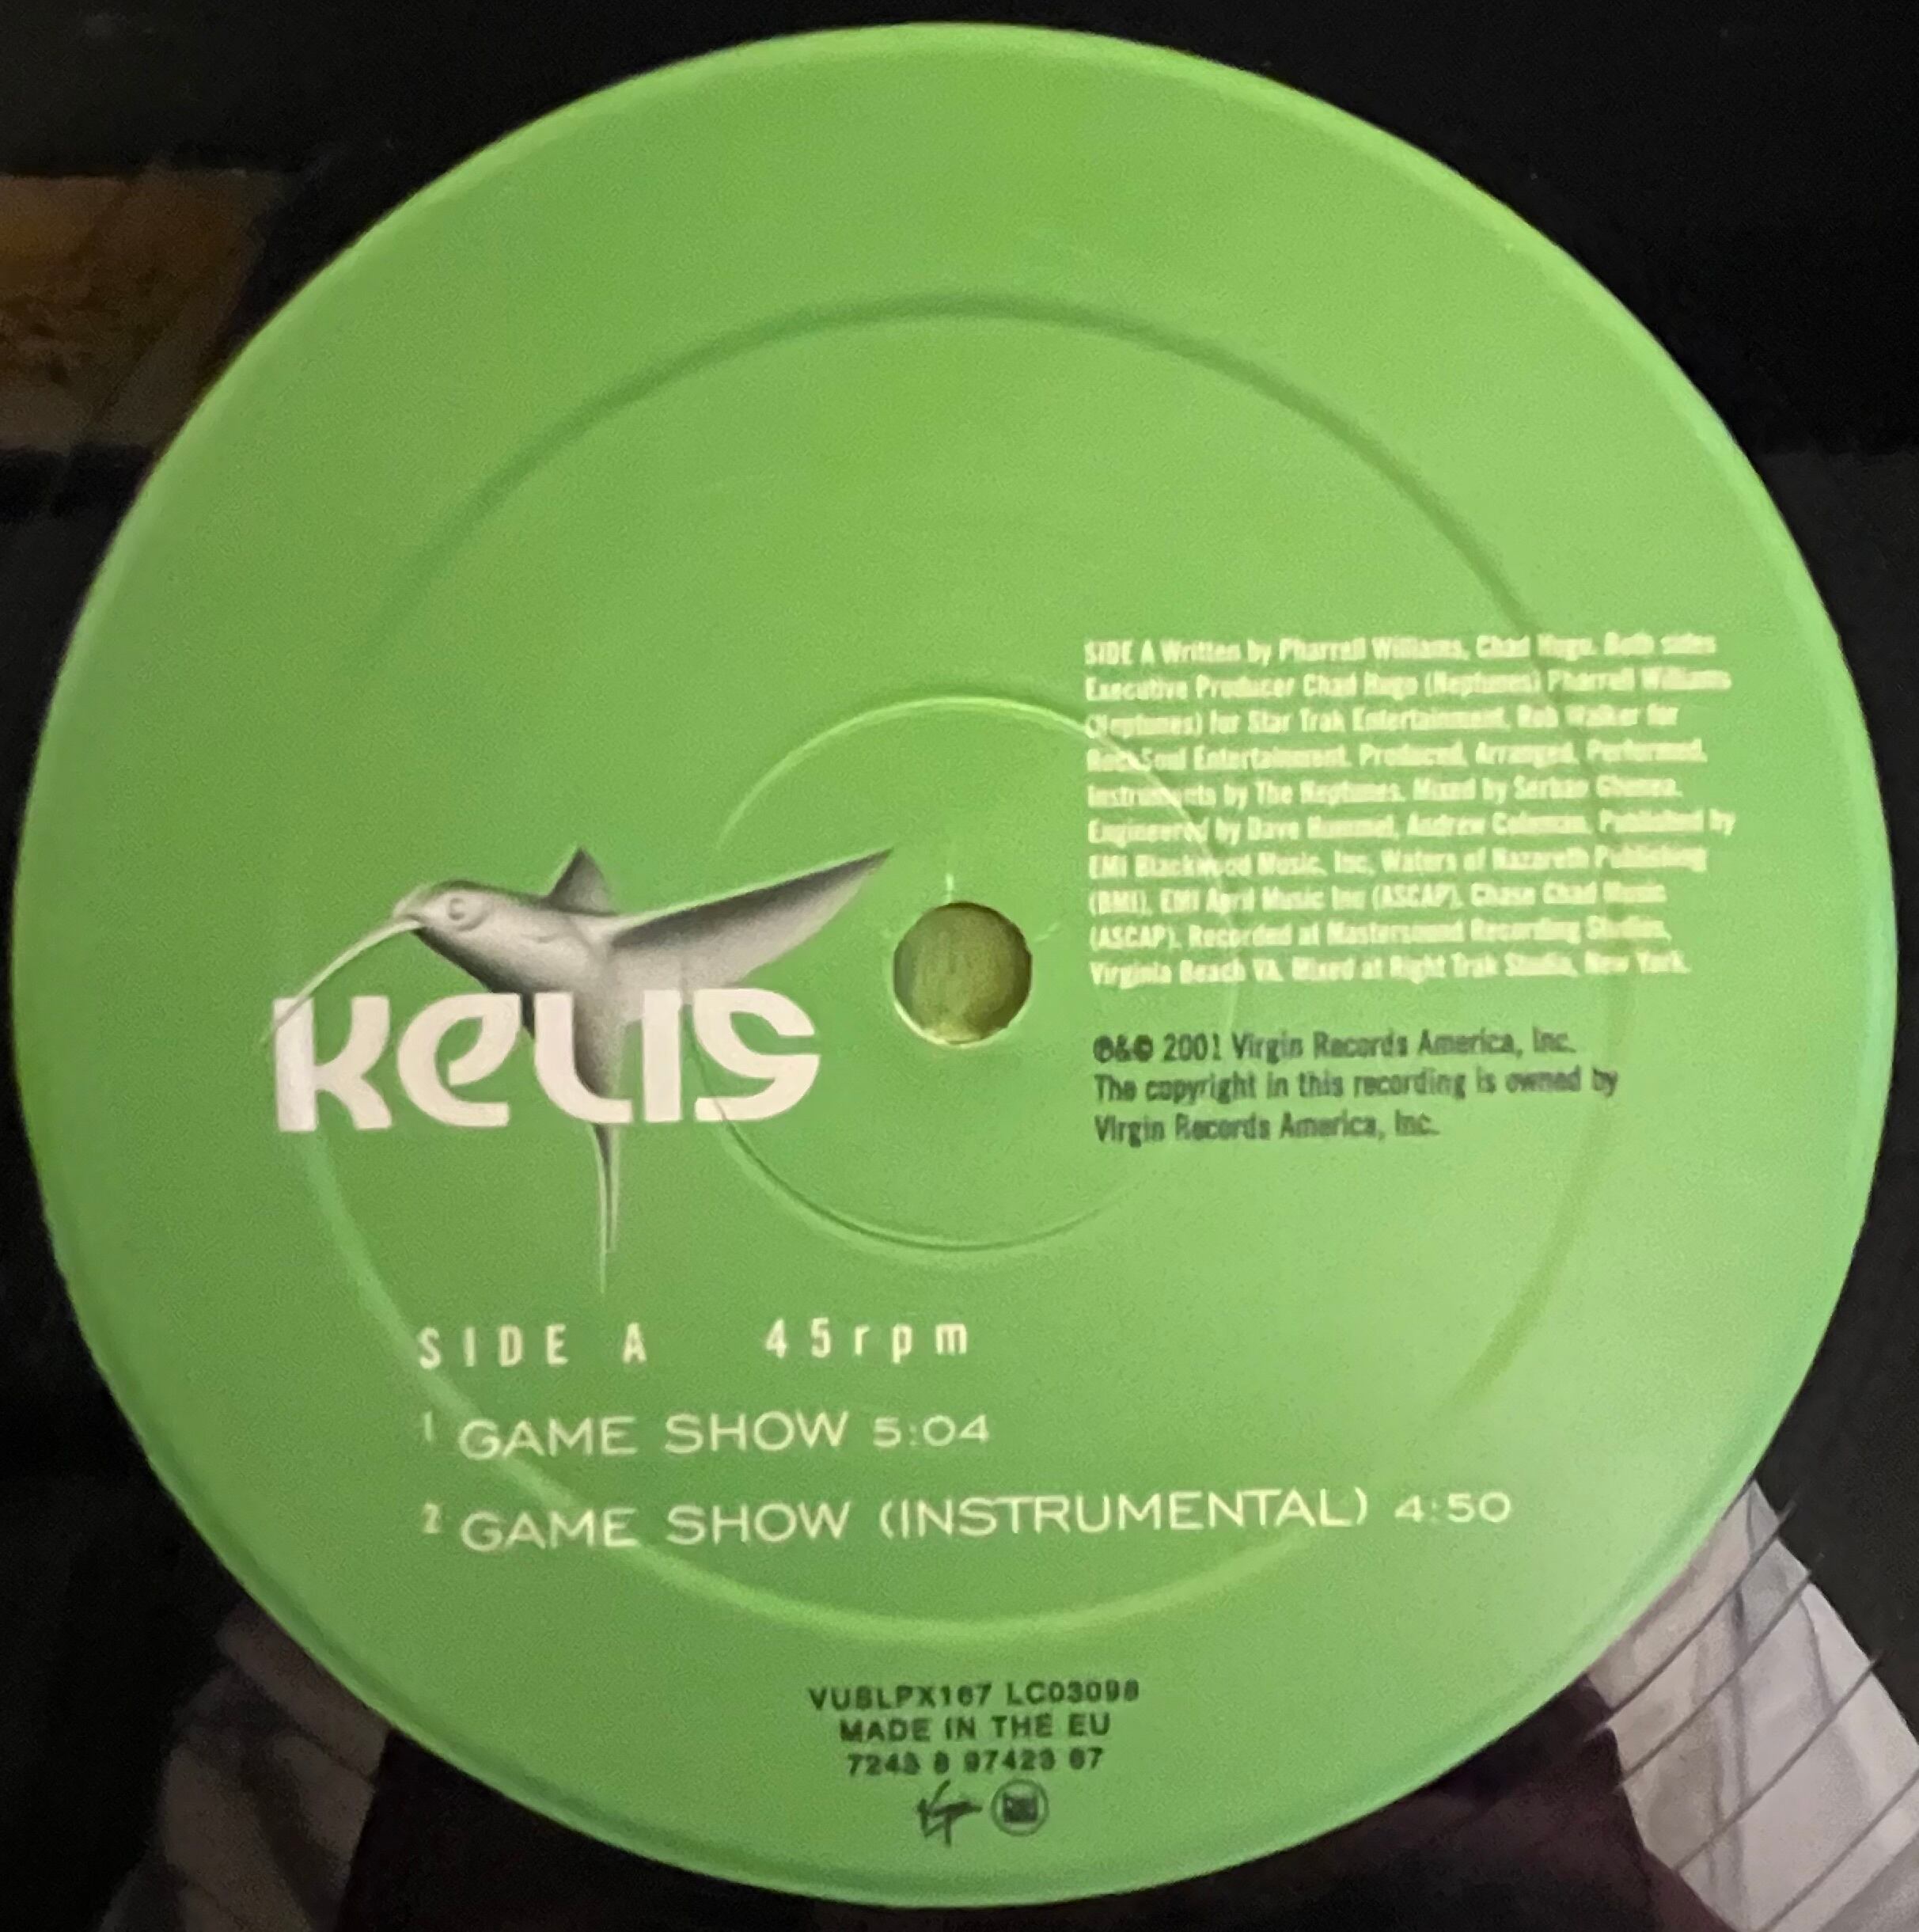 SIDE A Written by Pharrell Williams, Chad Hugo. Both sides
Executive Producer Chad Hugo (Neptunes) Pharrell Williams
(Neptunes) for Star Trak Entertainment, Rob Walker for
RockSoul Entertainment. Produced, Arranged, Performed,
Instruments by The Neptunes. Mixed by Serban Ghenea.
Engineered by Dave Hummel, Andrew Coleman. Published by
EMI Blackwood Music, Inc, Waters of Nazareth Publishing
(BMI), EMI April Music Inc (ASCAP), Chase Chad Music
(ASCAP). Recorded at Mastersound Recording Studios,
Virginia Beach VA. Mixed at Right Trak Studio, New York.
℗&© 2001 Virgin Records America, Inc.
The copyright in this recording is owned by
Virgin Records America, Inc.
KELIS
SIDE A 45rpm
1 GAME SHOW 5:04
2 GAME SHOW (INSTRUMENTAL) 4:50
VUSLPX167 LC03098
MADE IN THE EU
7243 8 97423 67